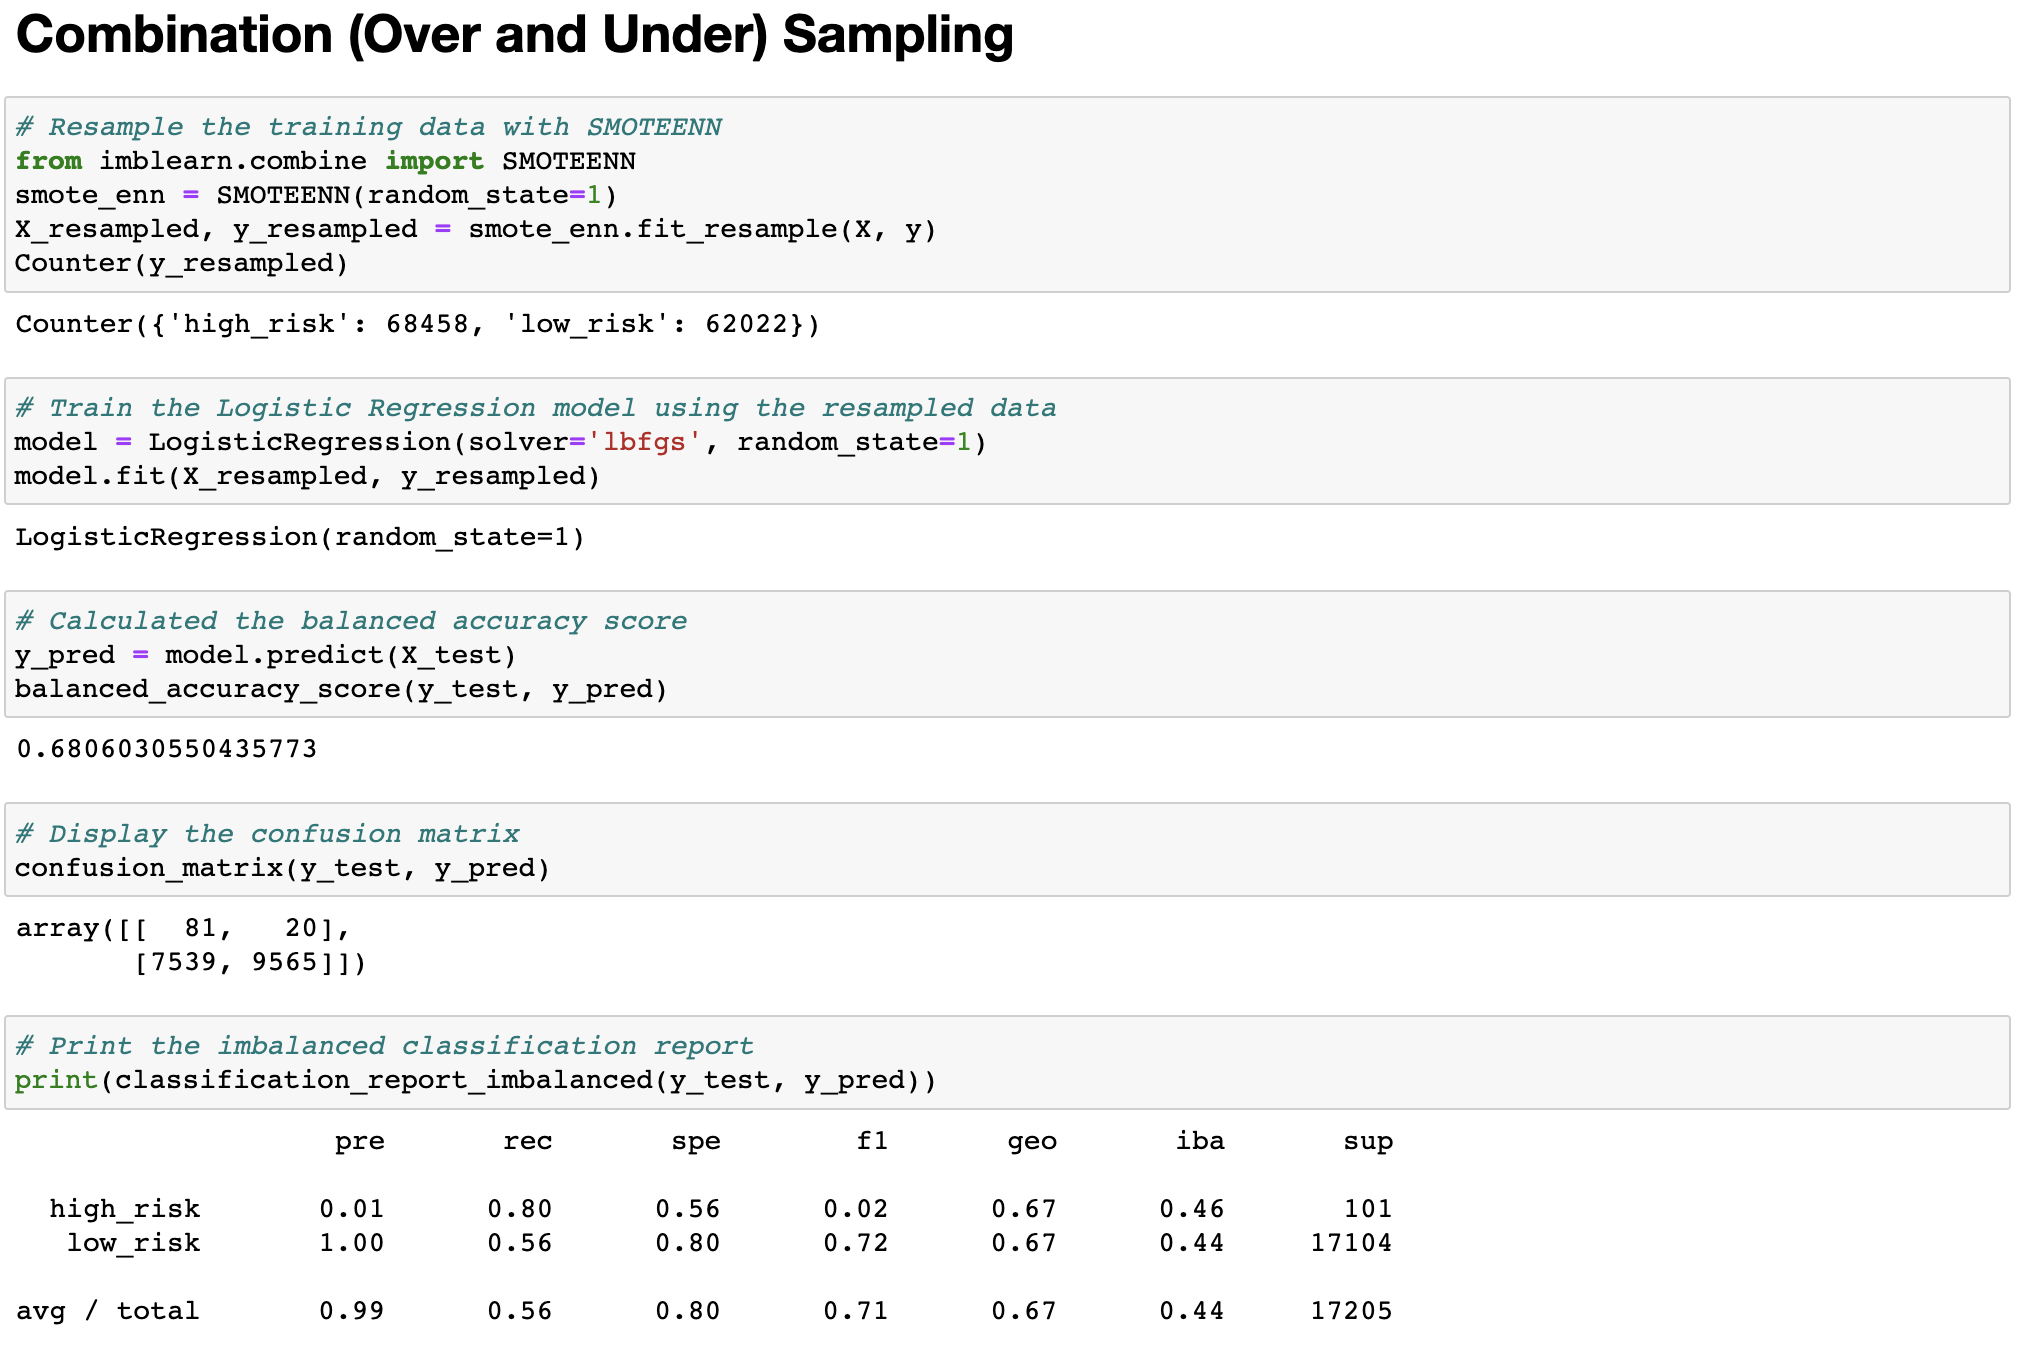 Combination (Over and Under) Sampling
# Resample the training data with SMOTEENN
from imblearn.combine import SMOTEENN
smote_enn = SMOTEENN(random_state=1)
X_resampled, y_resampled = smote_enn.fit_resample(X, y)
Counter(y_resampled)
Counter({'high_risk': 68458, 'low_risk': 62022})
# Train the Logistic Regression model using the resampled data
model = LogisticRegression(solver='lbfgs', random_state=1)
model.fit(X_resampled, y_resampled)
LogisticRegression(random_state=1)
# Calculated the balanced accuracy score
y_pred = model.predict(X_test)
balanced_accuracy_score(y_test, y_pred)
0.6806030550435773
# Display the confusion matrix
confusion_matrix(y_test, y_pred)
array([[  81,   20],
       [7539, 9565]])
# Print the imbalanced classification report
print(classification_report_imbalanced(y_test, y_pred))
                   pre       rec       spe        f1       geo       iba       sup
  high_risk       0.01      0.80      0.56      0.02      0.67      0.46       101
   low_risk       1.00      0.56      0.80      0.72      0.67      0.44     17104
avg / total       0.99      0.56      0.80      0.71      0.67      0.44     17205